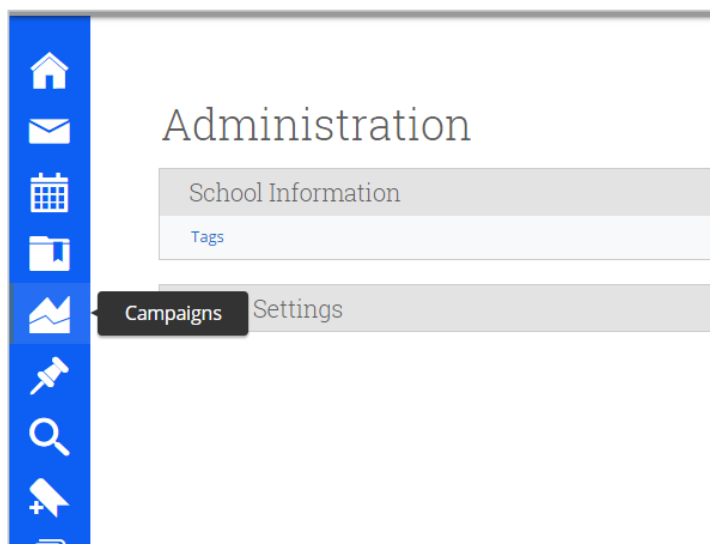 Administration
School Information
Tags
Campaigns
Settings